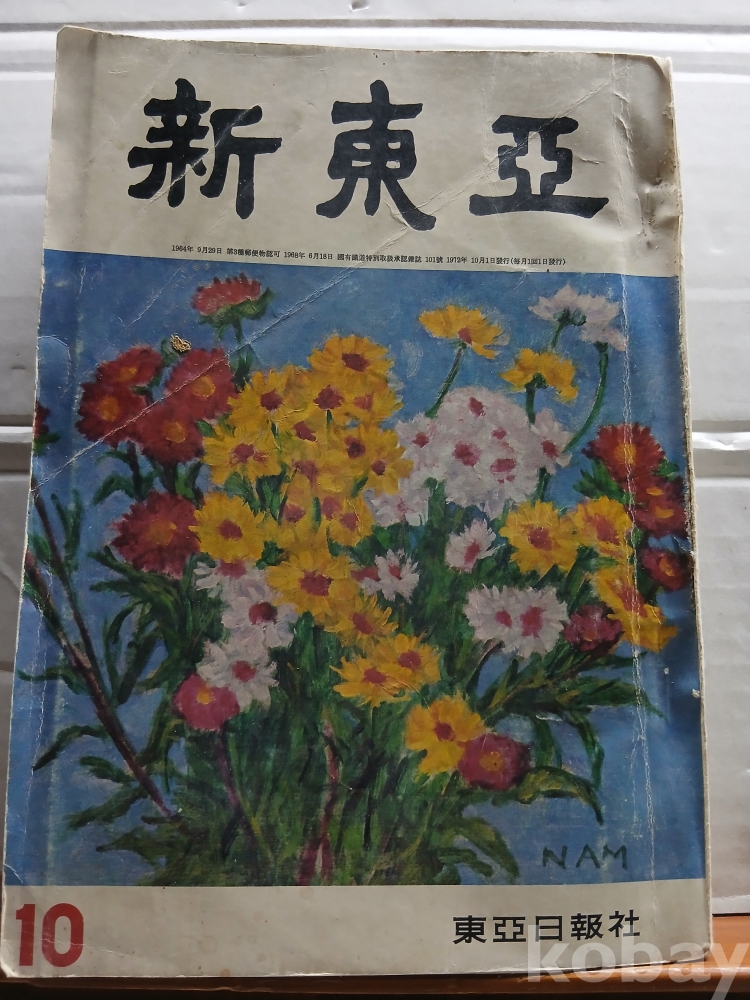 新東亞
1964年 9月29日 第3種郵便物認可 1968年 6月18日 國有鐵道特別取扱承認雜誌 101號 1972年 10月1日發行(每月1回1日發行)
NAM
10
東亞日報社
kobay